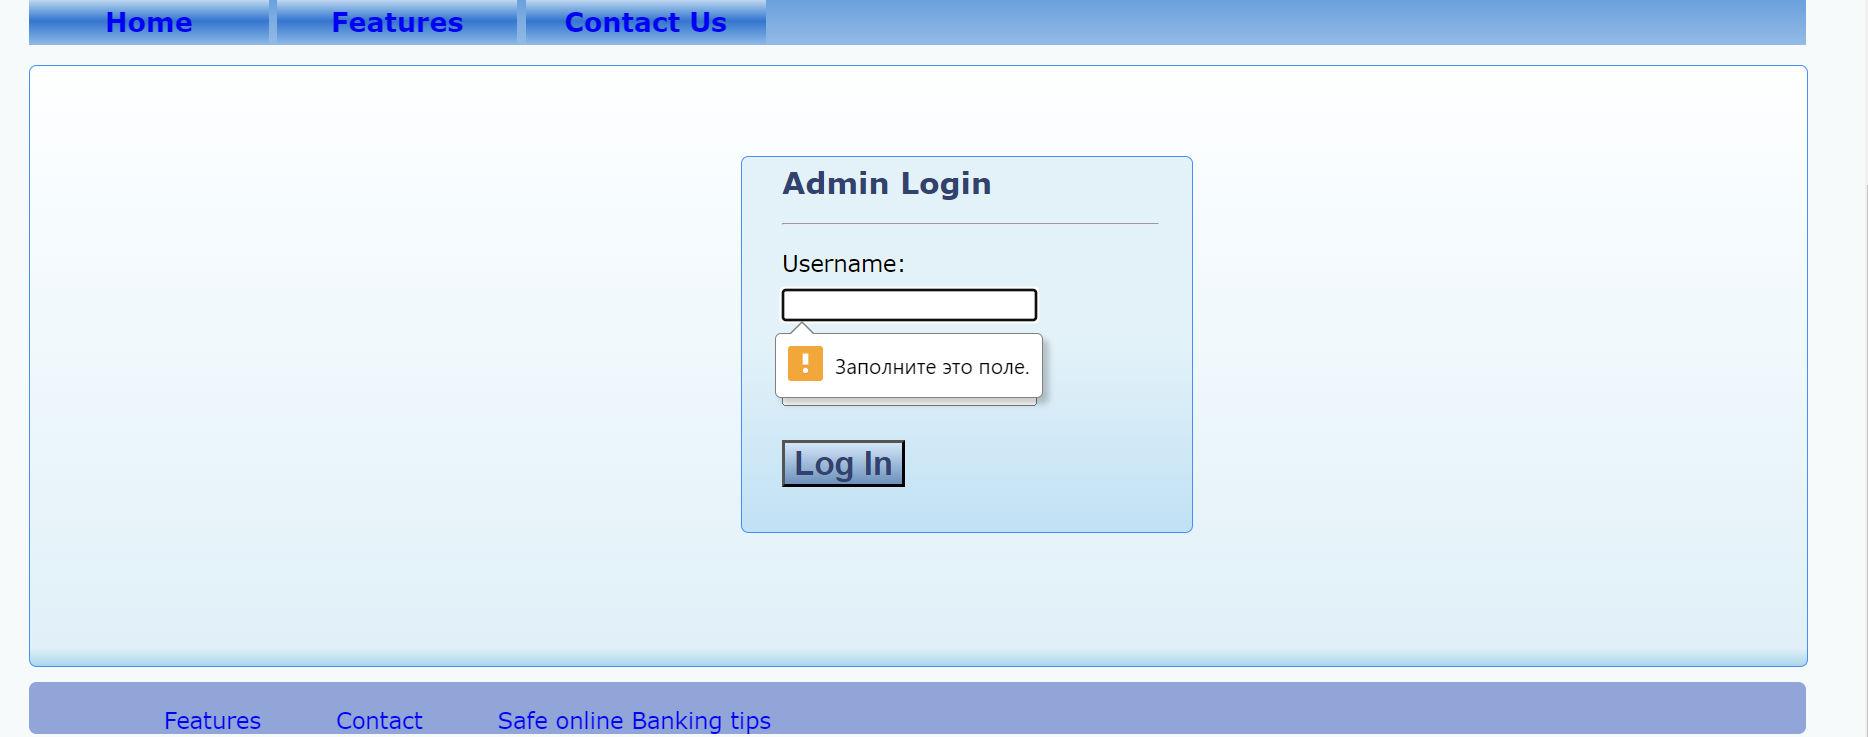 Home Features Contact Us
Admin Login
Username:
Заполните это поле.
Log In
Features Contact Safe online Banking tips